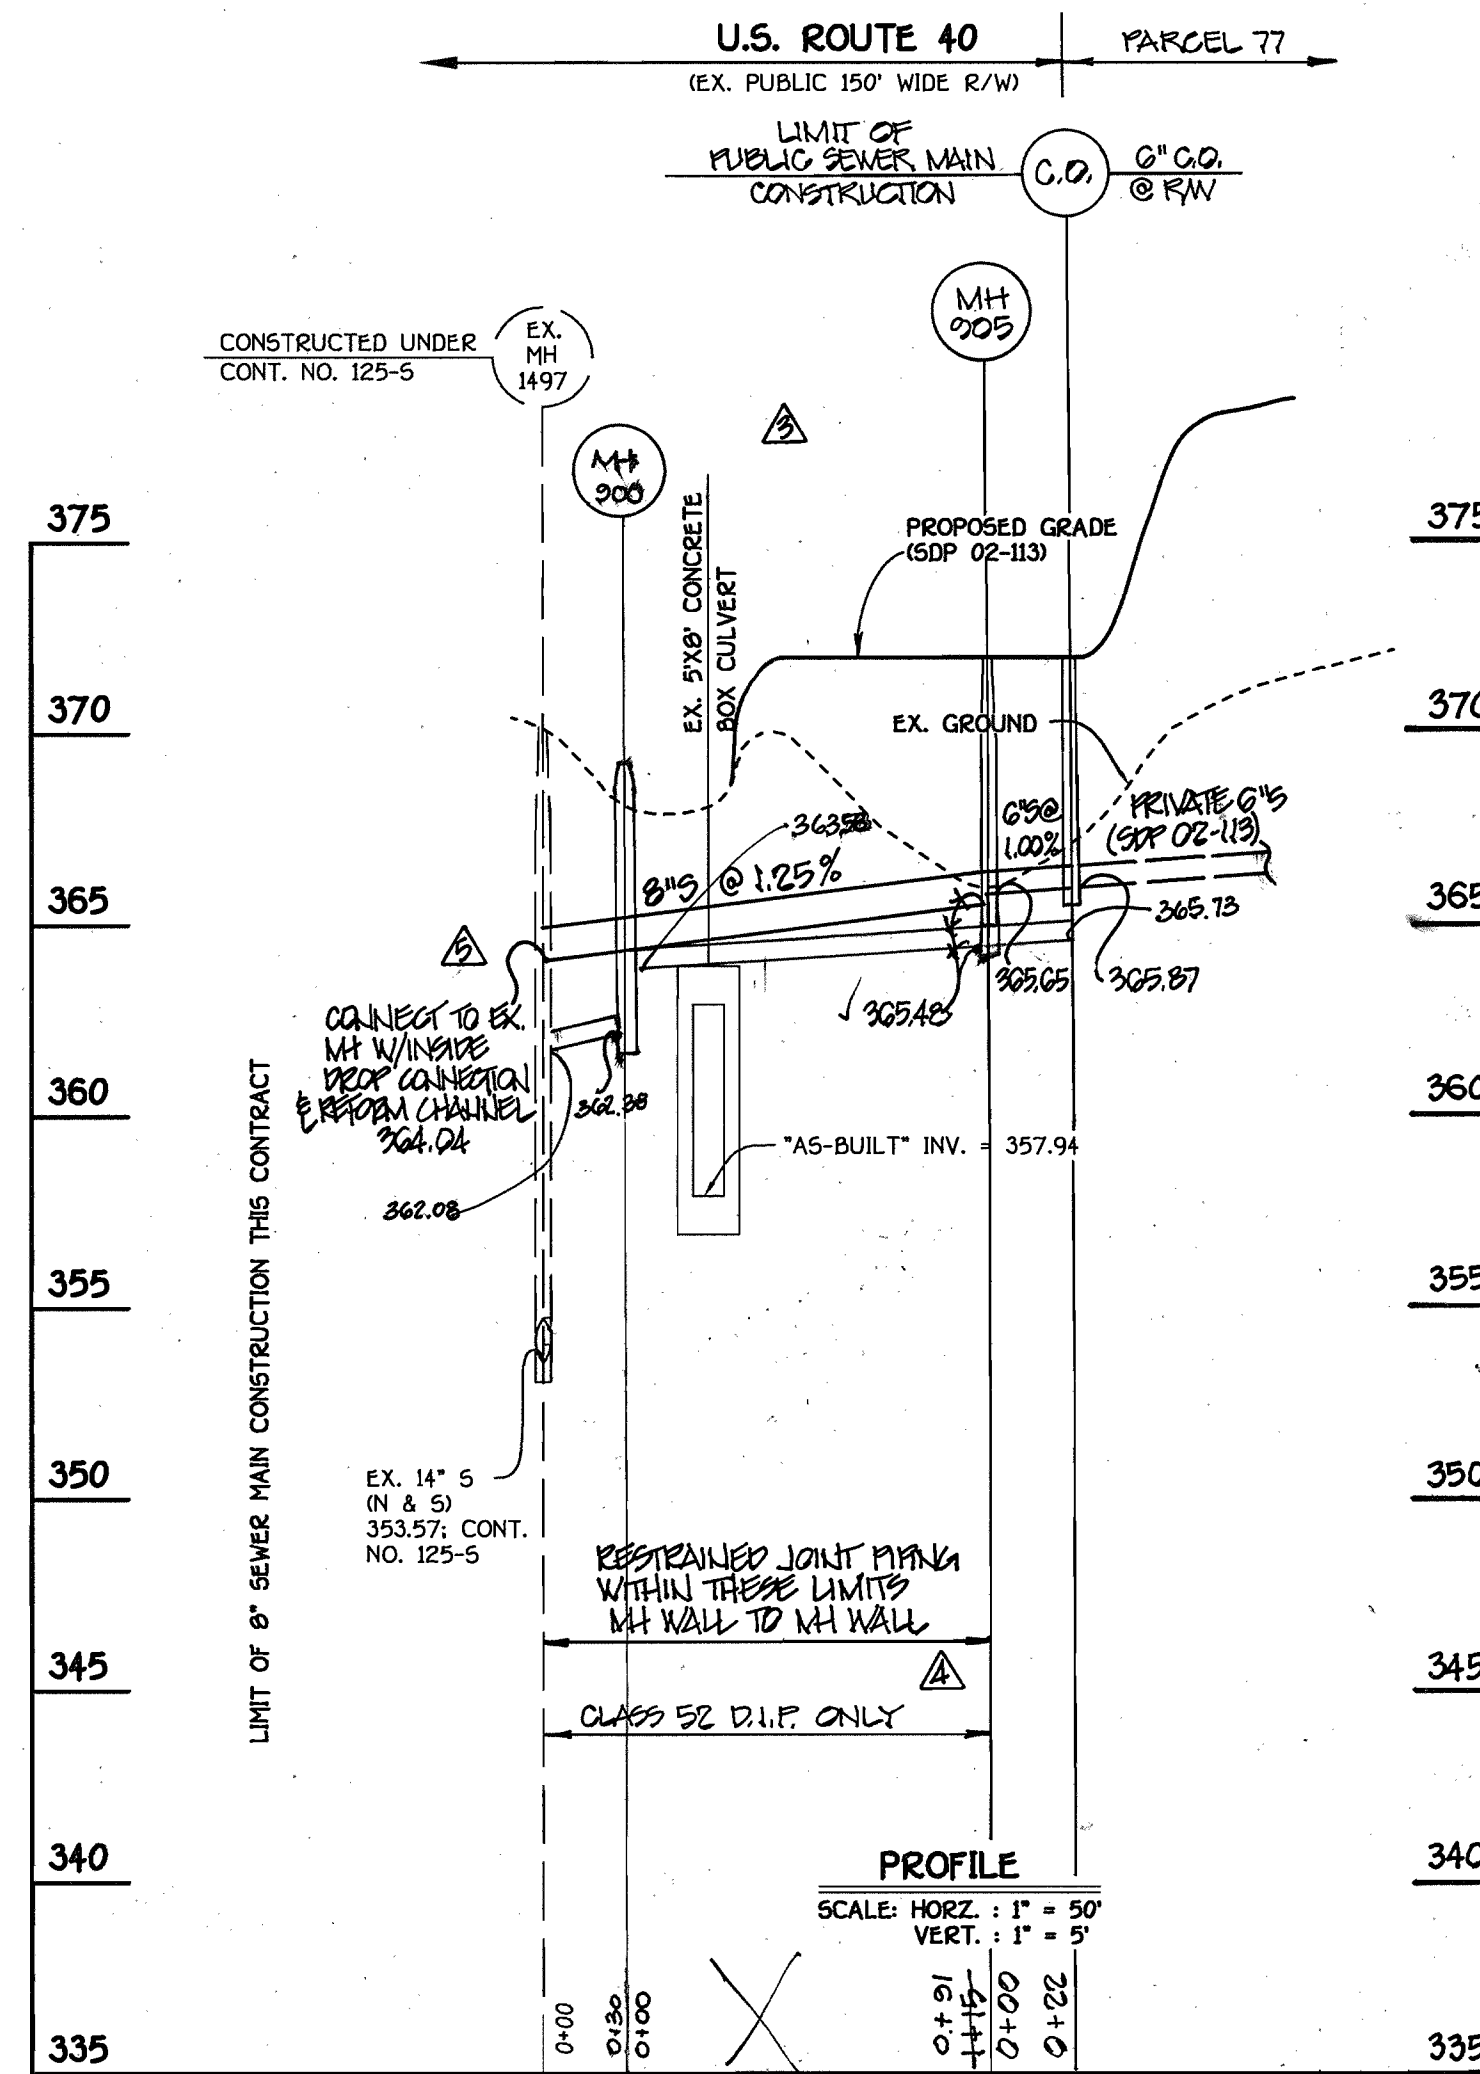 U.S. ROUTE 40
PARCEL 77
(EX. PUBLIC 150' WIDE R/W)
LIMIT OF
PUBLIC SEWER MAIN
CONSTRUCTION
C.O.
6" C.O.
@ R/W
MH
905
CONSTRUCTED UNDER
CONT. NO. 125-S
EX.
MH
1497
3
MH
900
EX. 5'X8' CONCRETE
BOX CULVERT
PROPOSED GRADE
(SDP 02-113)
EX. GROUND
375
370
365
360
355
350
345
340
335
6"S@
1.00%
PRIVATE 6"S
(SDP 02-113)
8"S @ 1.25%
365.73
365.65
365.87
365.48
5
CONNECT TO EX.
MH W/INSIDE
DROP CONNECTION
& REFORM CHANNEL
364.04
362.38
362.08
"AS-BUILT" INV. = 357.94
LIMIT OF 8" SEWER MAIN CONSTRUCTION THIS CONTRACT
EX. 14" S
(N & S)
353.57; CONT.
NO. 125-S
RESTRAINED JOINT PIPING
WITHIN THESE LIMITS
MH WALL TO MH WALL
4
CLASS 52 D.I.P. ONLY
PROFILE
SCALE: HORZ. : 1" = 50'
VERT. : 1" = 5'
0+00
0+30
0+00
0+91
1+15
0+00
0+22
375
370
365
360
355
350
345
340
335